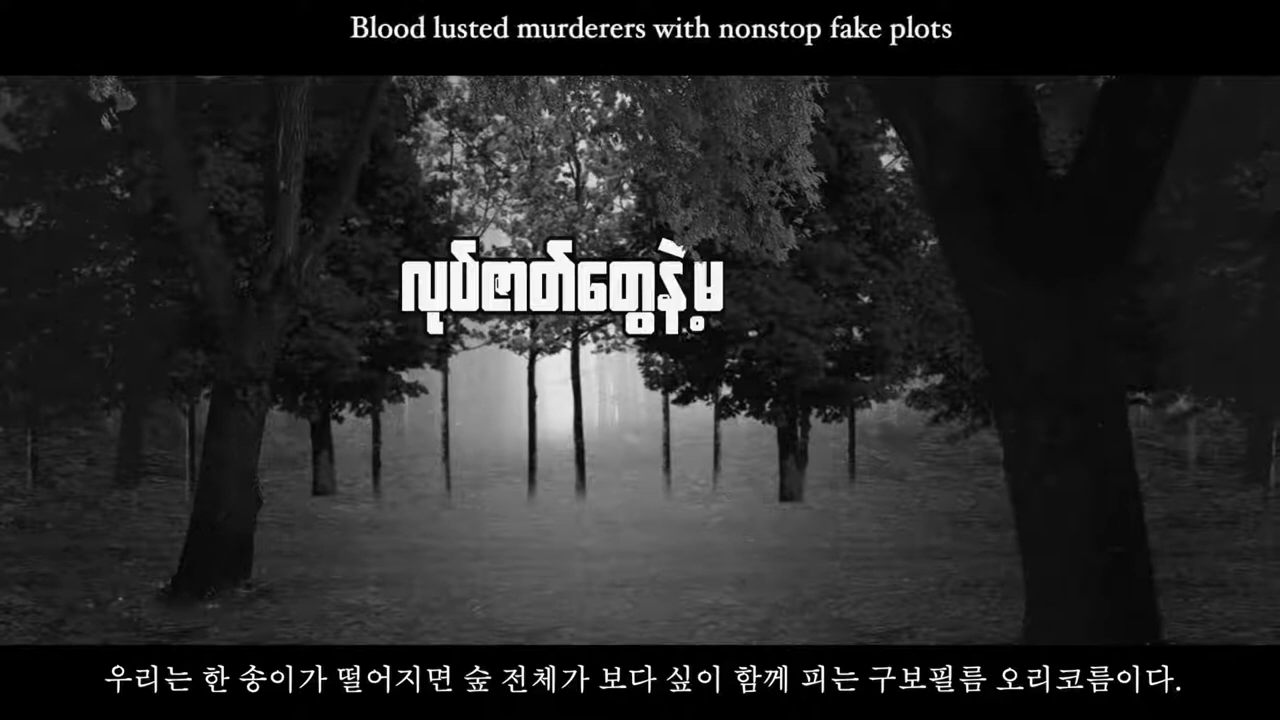 Blood lusted murderers with nonstop fake plots
လုပ်ဇာတ်တွေနဲ့မ
우리는 한 송이가 떨어지면 숲 전체가 보다 싶이 함께 피는 구보필름 오리코름이다.